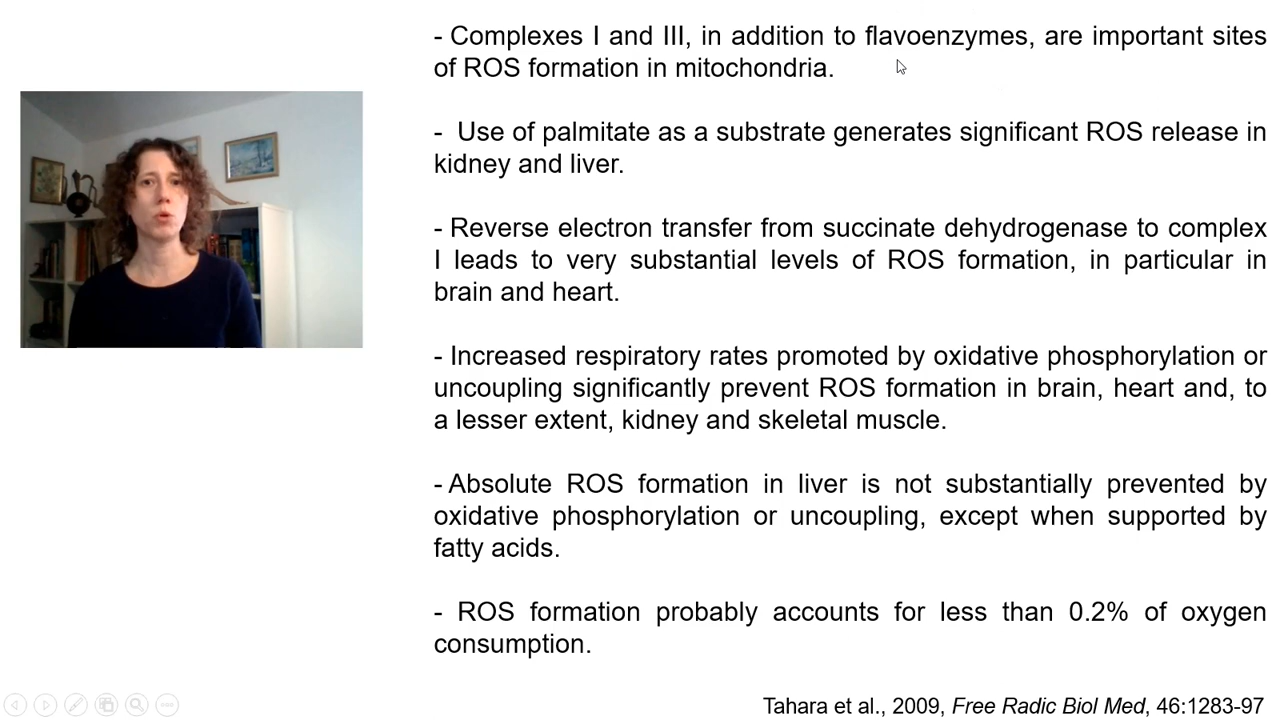 - Complexes I and III, in addition to flavoenzymes, are important sites
of ROS formation in mitochondria.
- Use of palmitate as a substrate generates significant ROS release in
kidney and liver.
- Reverse electron transfer from succinate dehydrogenase to complex
I leads to very substantial levels of ROS formation, in particular in
brain and heart.
- Increased respiratory rates promoted by oxidative phosphorylation or
uncoupling significantly prevent ROS formation in brain, heart and, to
a lesser extent, kidney and skeletal muscle.
- Absolute ROS formation in liver is not substantially prevented by
oxidative phosphorylation or uncoupling, except when supported by
fatty acids.
- ROS formation probably accounts for less than 0.2% of oxygen
consumption.
Tahara et al., 2009, Free Radic Biol Med, 46:1283-97